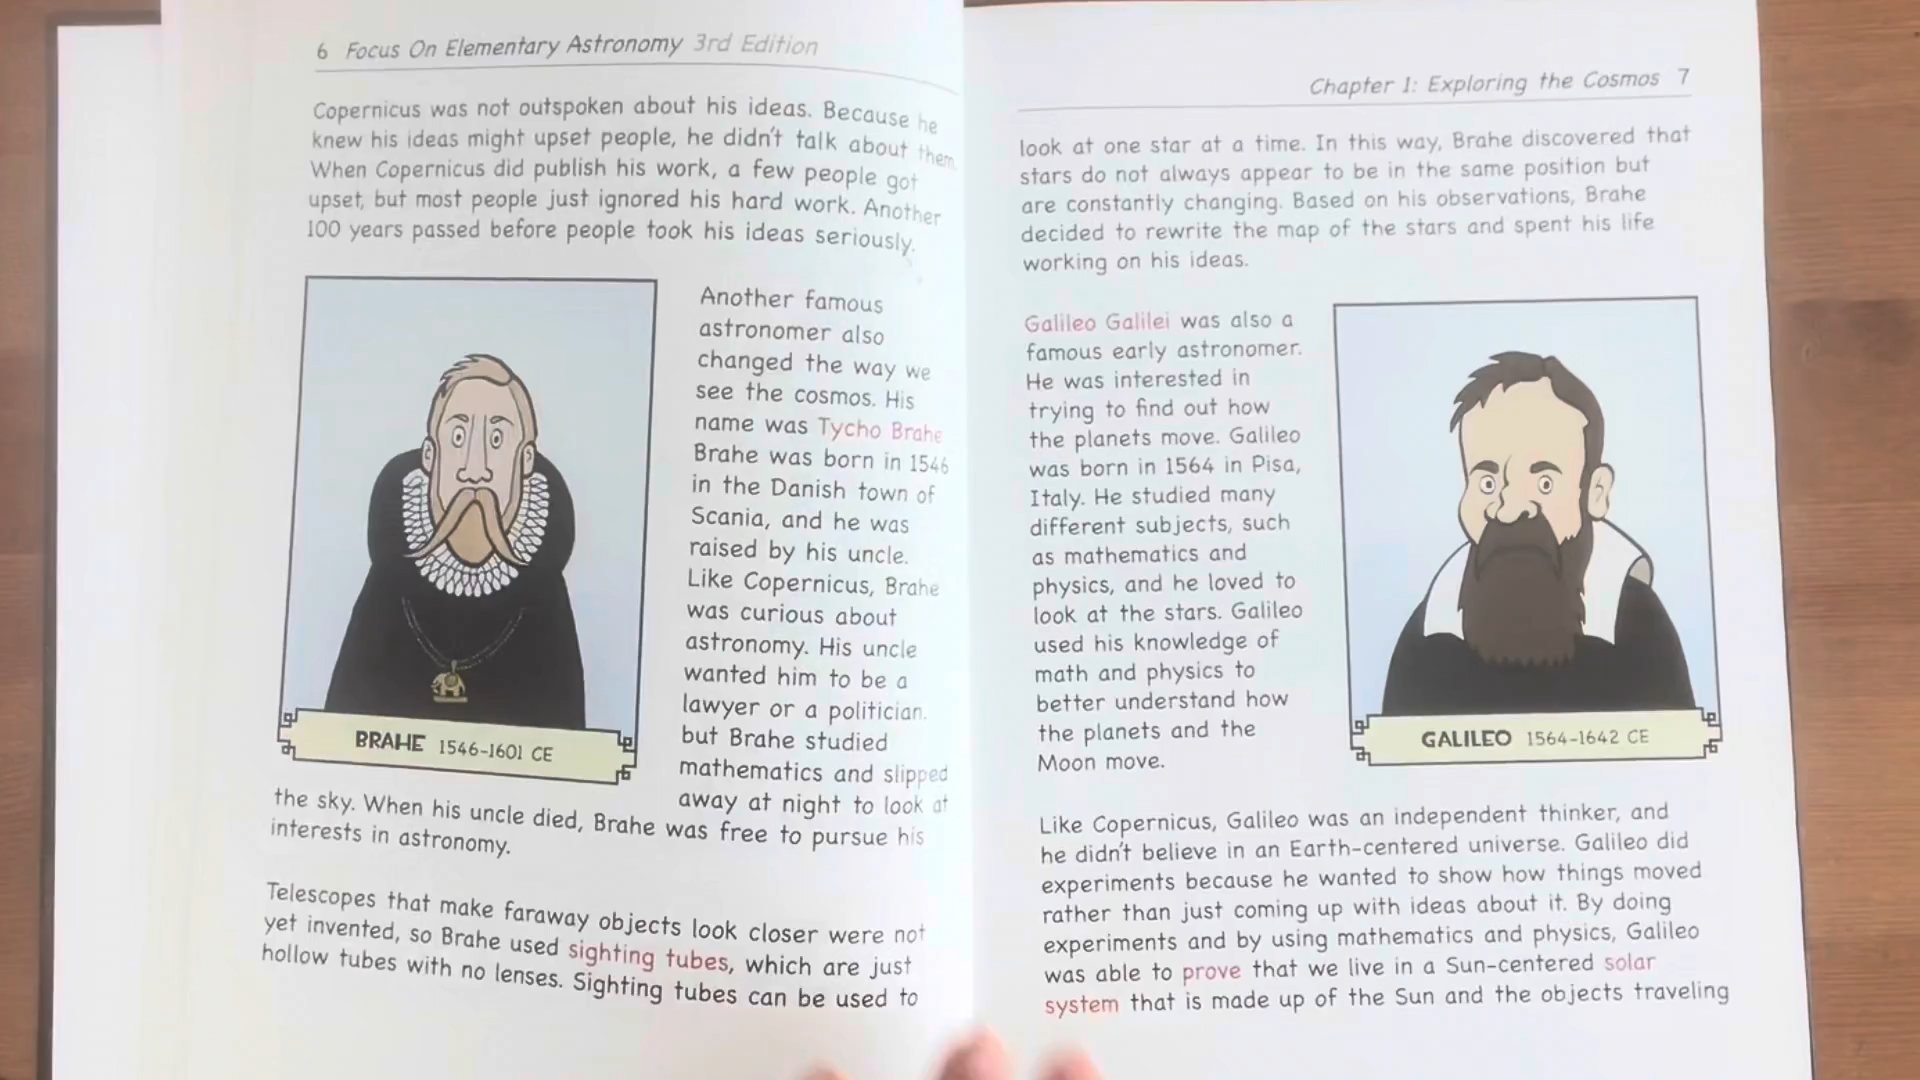 6 Focus On Elementary Astronomy 3rd Edition
Copernicus was not outspoken about his ideas. Because he
knew his ideas might upset people, he didn't talk about them.
When Copernicus did publish his work, a few people got
upset, but most people just ignored his hard work. Another
100 years passed before people took his ideas seriously.
Another famous
astronomer also
changed the way we
see the cosmos. His
name was Tycho Brahe
Brahe was born in 1546
in the Danish town of
Scania, and he was
raised by his uncle.
Like Copernicus, Brahe
was curious about
astronomy. His uncle
wanted him to be a
lawyer or a politician.
but Brahe studied
mathematics and slipped
away at night to look at
BRAHE 1546-1601 CE
the sky. When his uncle died, Brahe was free to pursue his
interests in astronomy.
Telescopes that make faraway objects look closer were not
yet invented, so Brahe used sighting tubes, which are just
hollow tubes with no lenses. Sighting tubes can be used to
Chapter 1: Exploring the Cosmos 7
look at one star at a time. In this way, Brahe discovered that
stars do not always appear to be in the same position but
are constantly changing. Based on his observations, Brahe
decided to rewrite the map of the stars and spent his life
working on his ideas.
Galileo Galilei was also a
famous early astronomer.
He was interested in
trying to find out how
the planets move. Galileo
was born in 1564 in Pisa,
Italy. He studied many
different subjects, such
as mathematics and
physics, and he loved to
look at the stars. Galileo
used his knowledge of
math and physics to
better understand how
the planets and the
Moon move.
GALILEO 1564-1642 CE
Like Copernicus, Galileo was an independent thinker, and
he didn't believe in an Earth-centered universe. Galileo did
experiments because he wanted to show how things moved
rather than just coming up with ideas about it. By doing
experiments and by using mathematics and physics, Galileo
was able to prove that we live in a Sun-centered solar
system that is made up of the Sun and the objects traveling